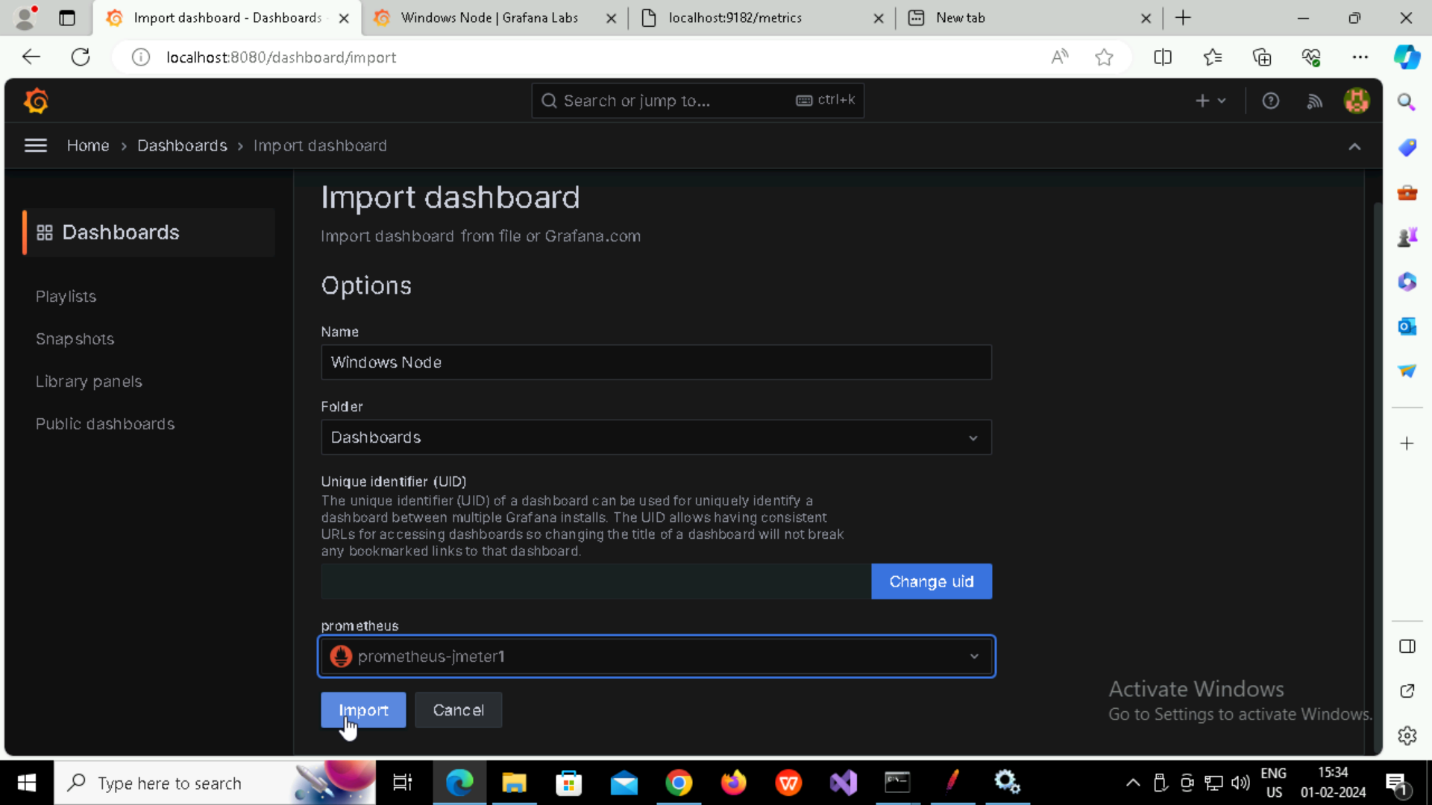 Import dashboard - Dashboards
Windows Node | Grafana Labs
localhost:9182/metrics
New tab
localhost:8080/dashboard/import
Search or jump to...
ctrl+k
Home › Dashboards › Import dashboard
Dashboards
Playlists
Snapshots
Library panels
Public dashboards
Import dashboard
Import dashboard from file or Grafana.com
Options
Name
Windows Node
Folder
Dashboards
Unique identifier (UID)
The unique identifier (UID) of a dashboard can be used for uniquely identify a
dashboard between multiple Grafana installs. The UID allows having consistent
URLs for accessing dashboards so changing the title of a dashboard will not break
any bookmarked links to that dashboard.
Change uid
prometheus
prometheus-jmeter1
Import
Cancel
Activate Windows
Go to Settings to activate Windows.
Type here to search
ENG
US
15:34
01-02-2024
1